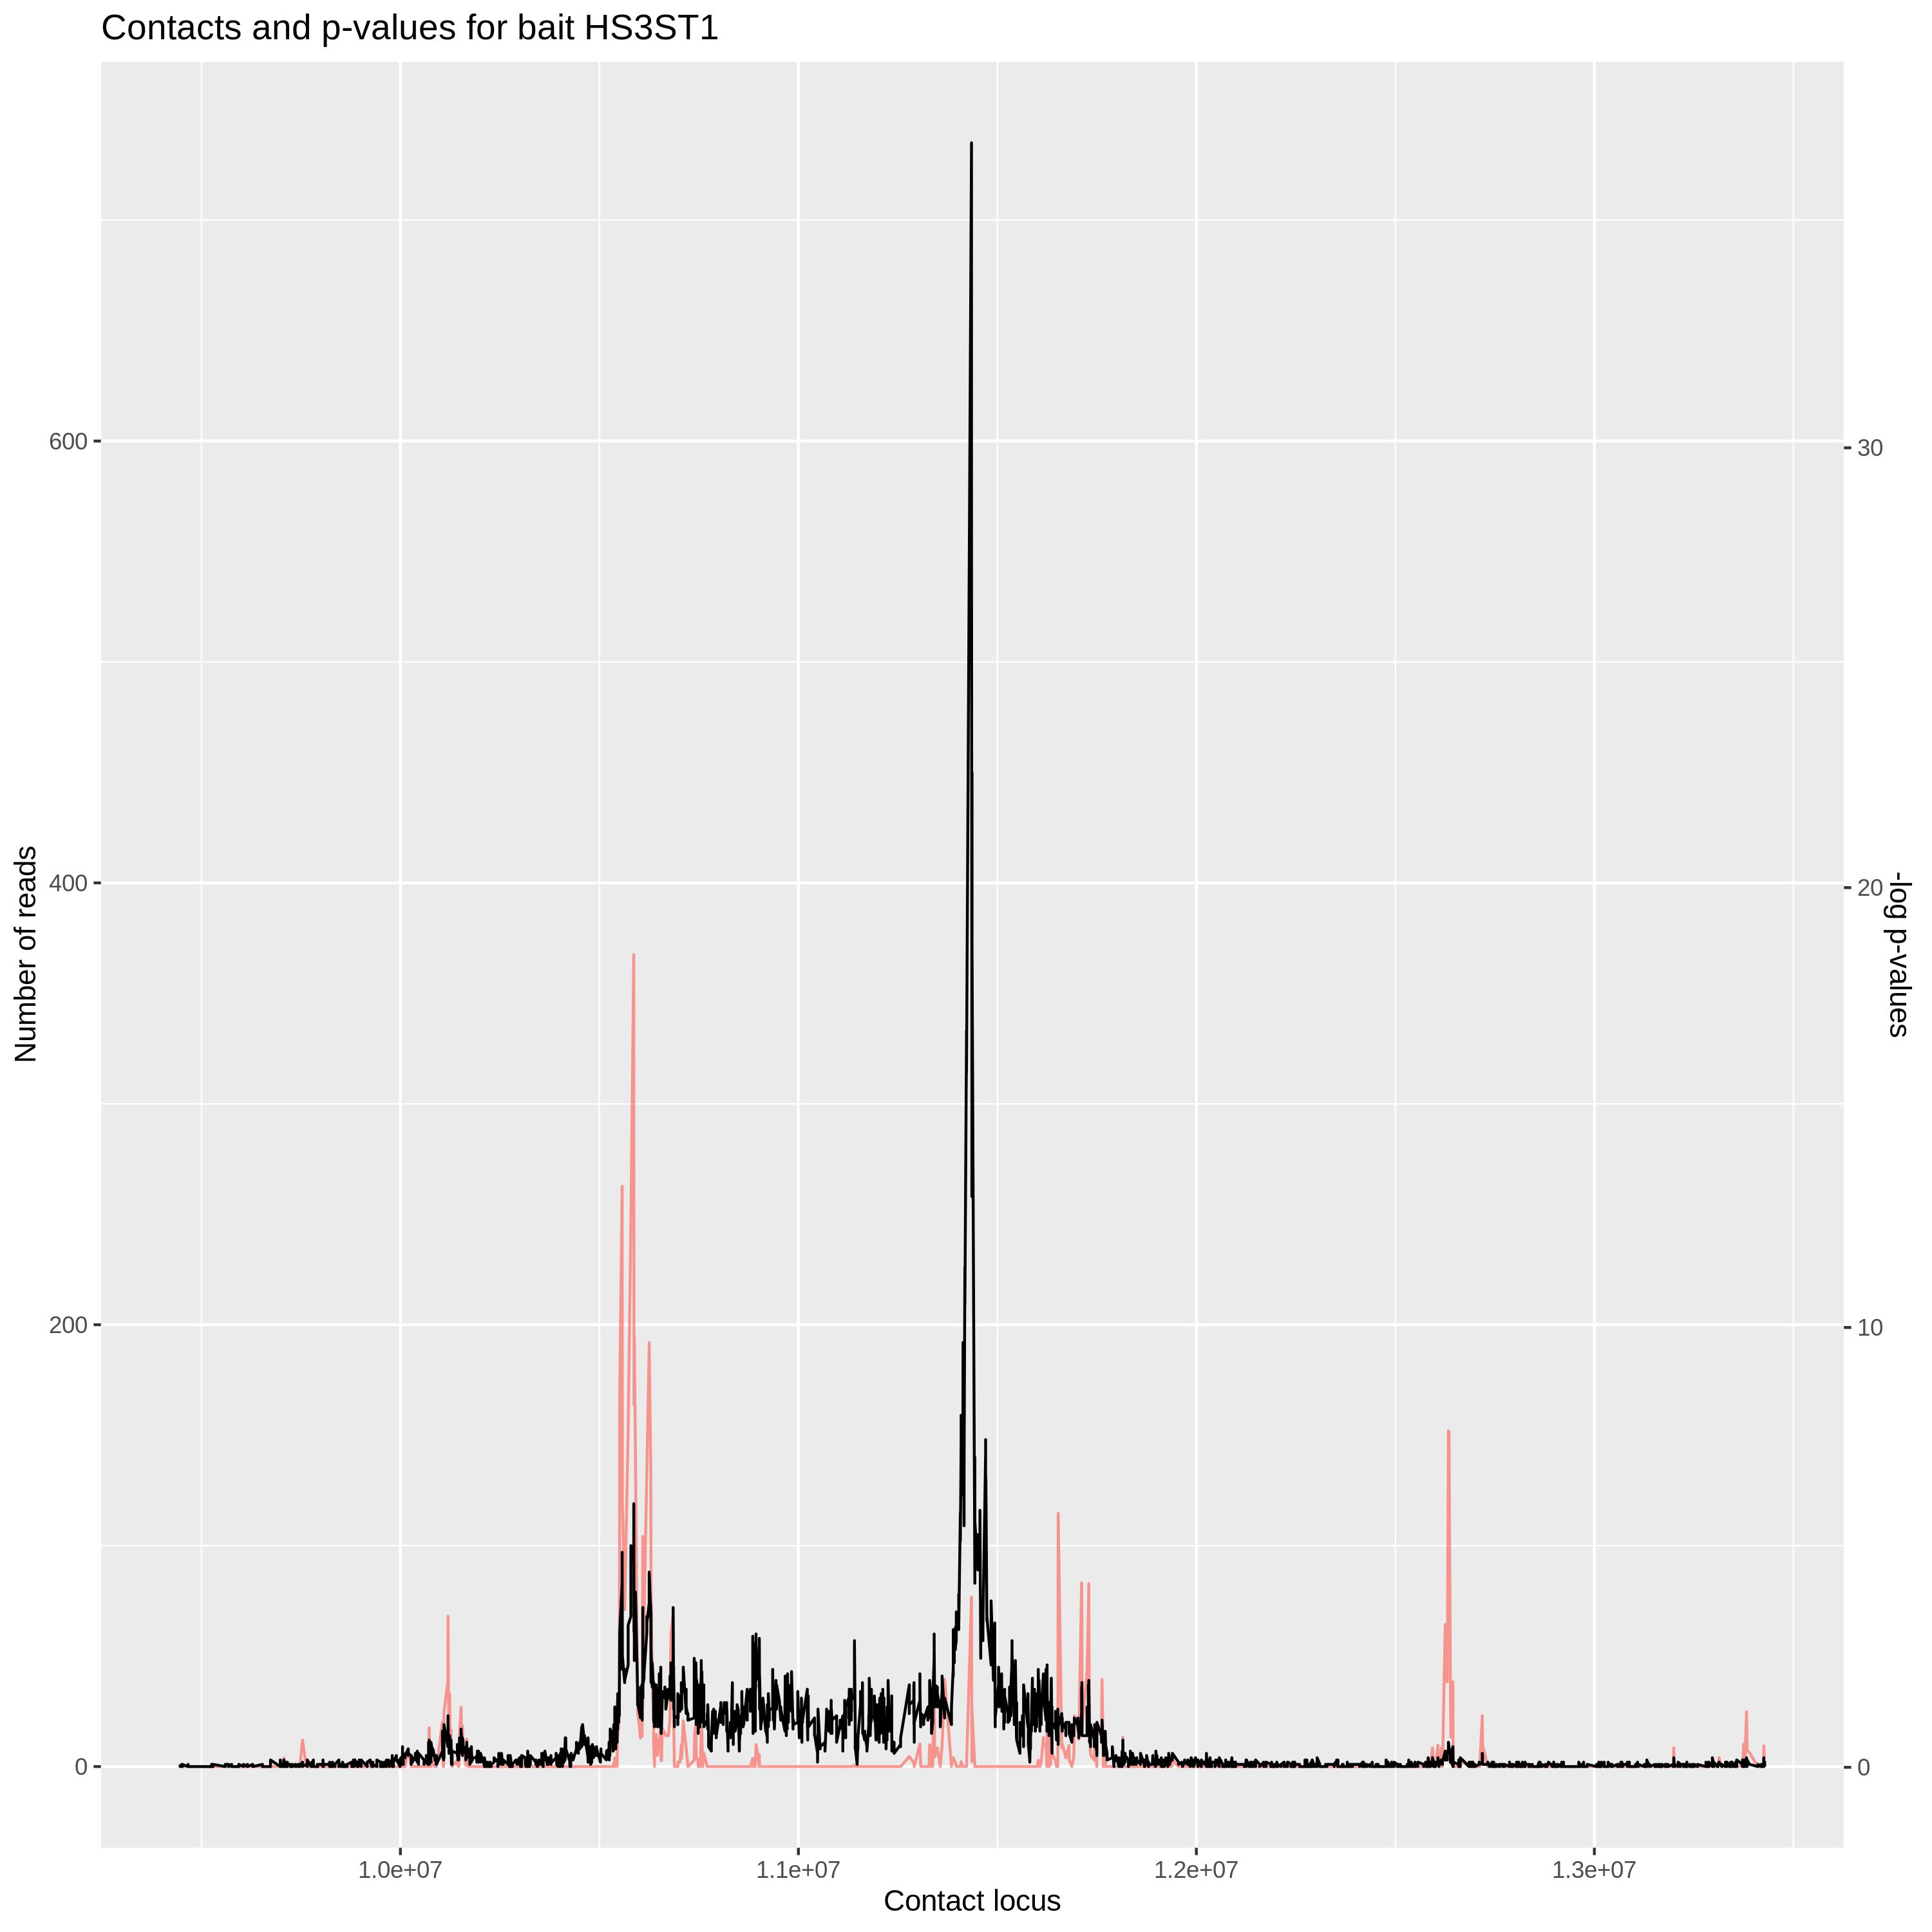 Contacts and p-values for bait HS3ST1
Number of reads
600
400
200
0
30
20
10
0
-log p-values
1.0e+07
1.1e+07
1.2e+07
1.3e+07
Contact locus